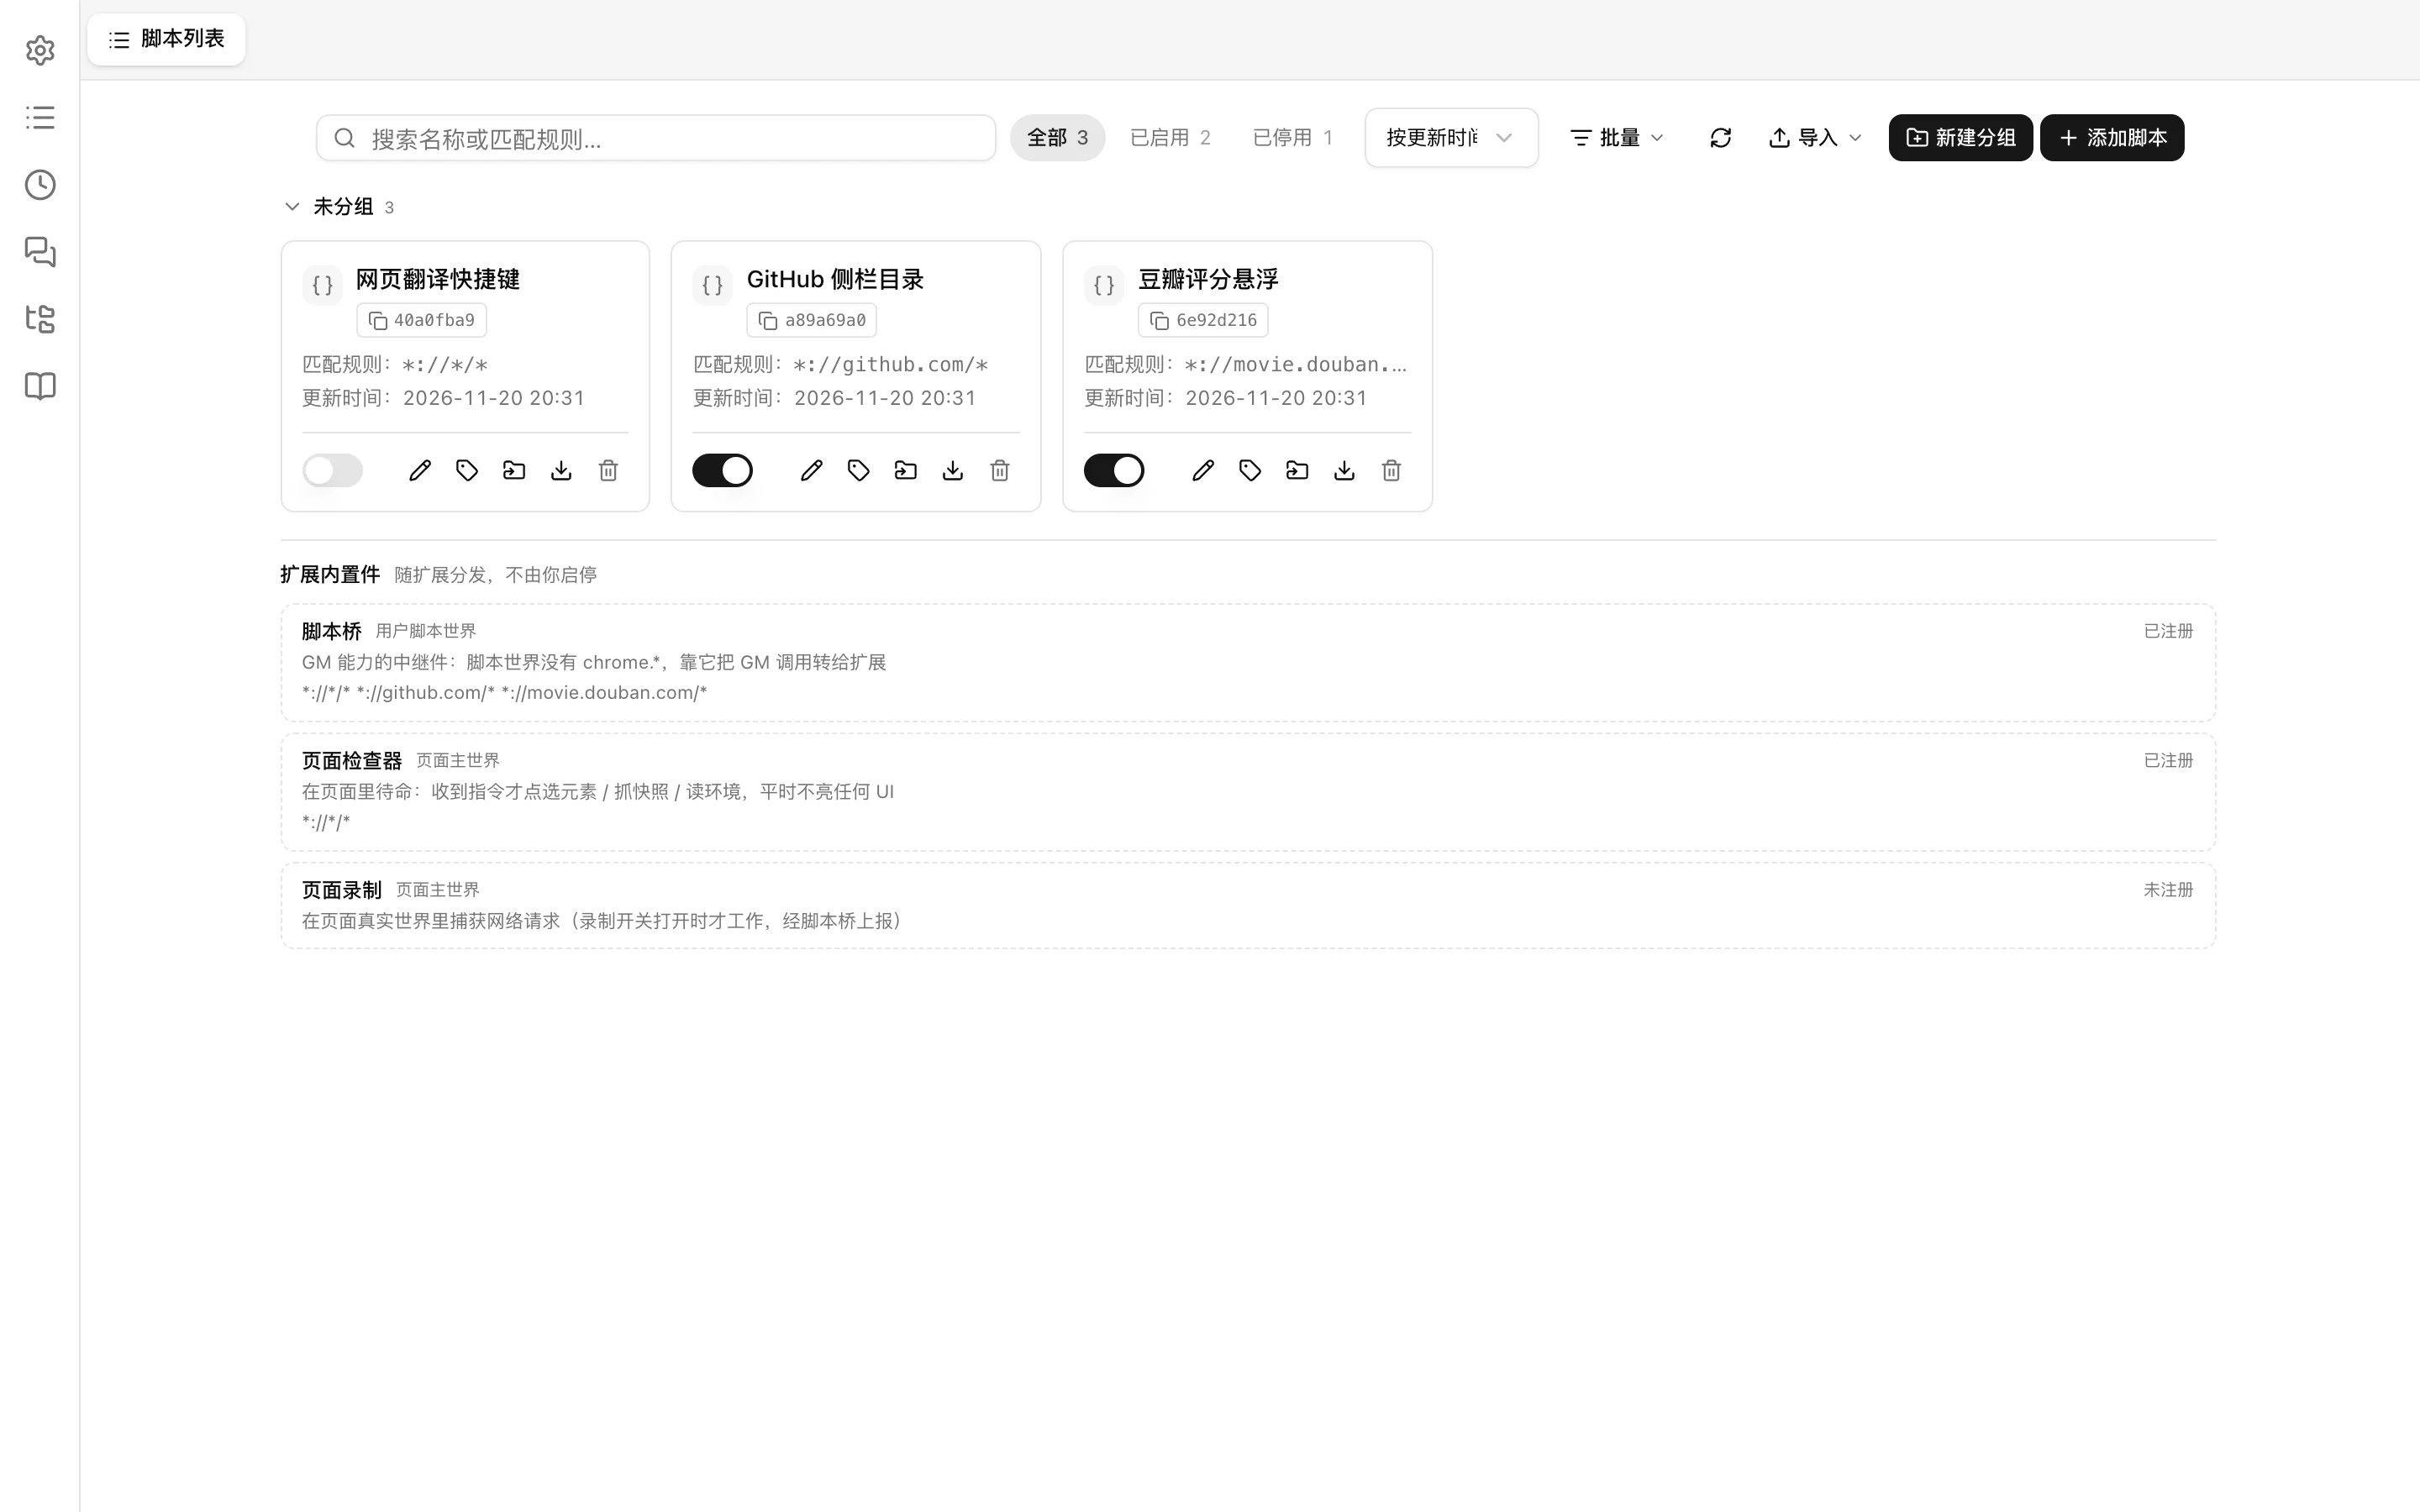 脚本列表
搜索名称或匹配规则...
全部 3 已启用 2 已停用 1 按更新时间 批量 导入 新建分组 添加脚本
未分组 3
{ } 网页翻译快捷键
40a0fba9
匹配规则：*://*/*
更新时间：2026-11-20 20:31
{ } GitHub 侧栏目录
a89a69a0
匹配规则：*://github.com/*
更新时间：2026-11-20 20:31
{ } 豆瓣评分悬浮
6e92d216
匹配规则：*://movie.douban....
更新时间：2026-11-20 20:31
扩展内置件 随扩展分发，不由你启停
脚本桥 用户脚本世界 已注册
GM 能力的中继件：脚本世界没有 chrome.*，靠它把 GM 调用转给扩展
*://*/* *://github.com/* *://movie.douban.com/*
页面检查器 页面主世界 已注册
在页面里待命：收到指令才点选元素 / 抓快照 / 读环境，平时不亮任何 UI
*://*/*
页面录制 页面主世界 未注册
在页面真实世界里捕获网络请求（录制开关打开时才工作，经脚本桥上报）